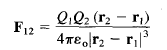 F₁₂ = Q₁Q₂ (r₂ − r₁) / 4πε₀|r₂ − r₁|³